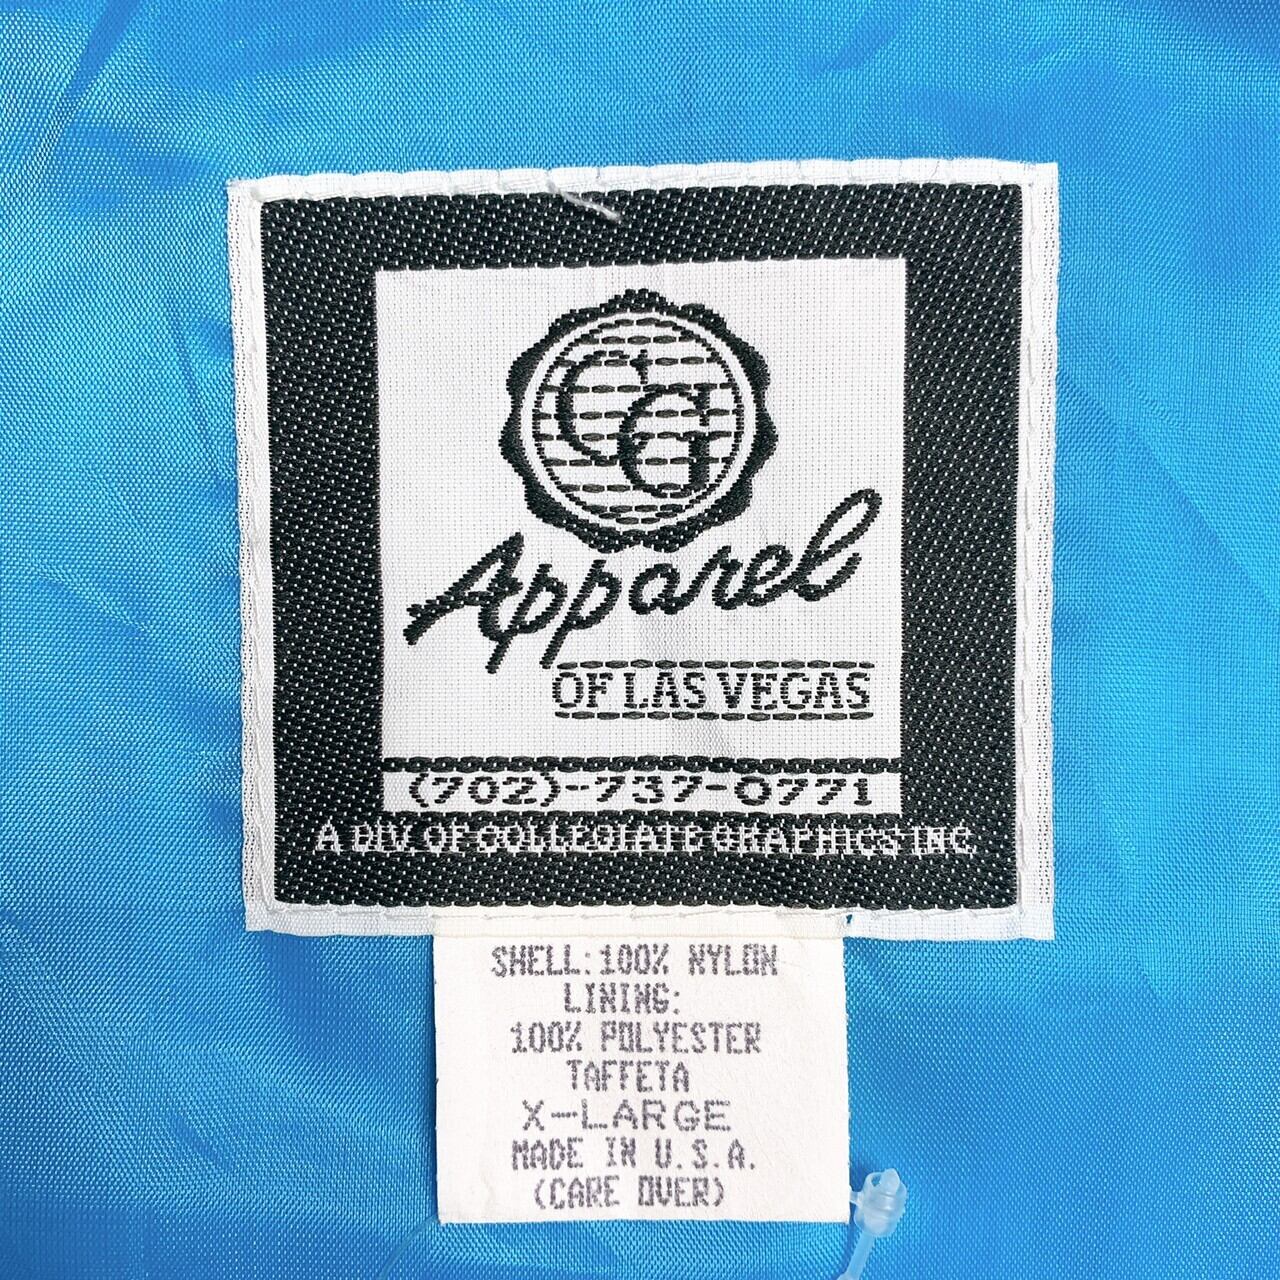 CG
Apparel
OF LAS VEGAS
(702)-737-0771
A DIV. OF COLLEGIATE GRAPHICS INC.
SHELL: 100% NYLON
LINING:
100% POLYESTER
TAFFETA
X-LARGE
MADE IN U.S.A.
(CARE OVER)